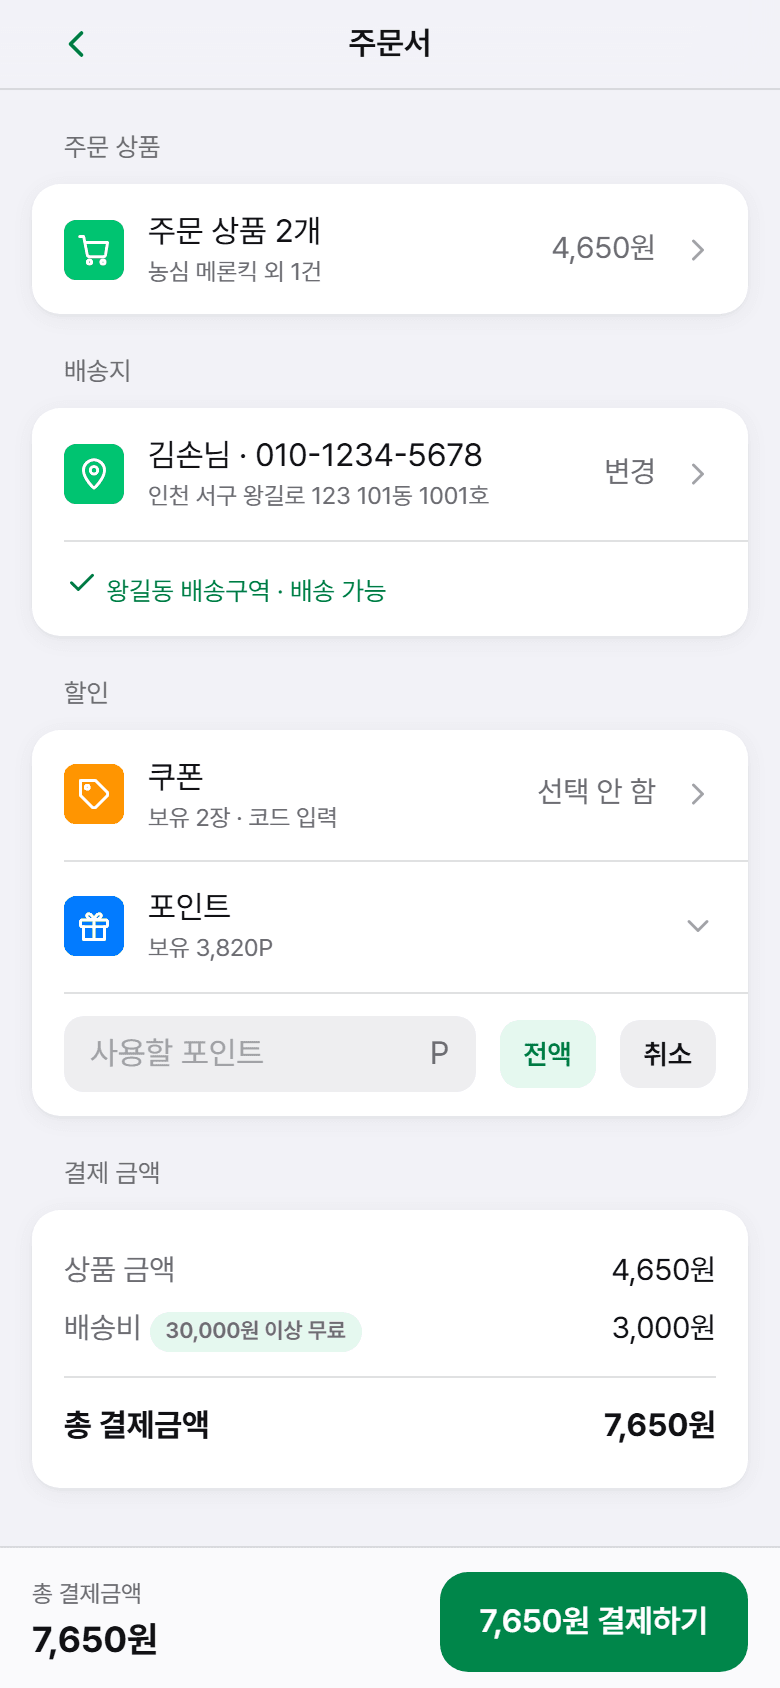 주문서
주문 상품
주문 상품 2개
농심 메론킥 외 1건
4,650원
배송지
김손님 · 010-1234-5678
인천 서구 왕길로 123 101동 1001호
변경
왕길동 배송구역 · 배송 가능
할인
쿠폰
보유 2장 · 코드 입력
선택 안 함
포인트
보유 3,820P
사용할 포인트 P
전액
취소
결제 금액
상품 금액 4,650원
배송비 30,000원 이상 무료 3,000원
총 결제금액 7,650원
총 결제금액
7,650원
7,650원 결제하기